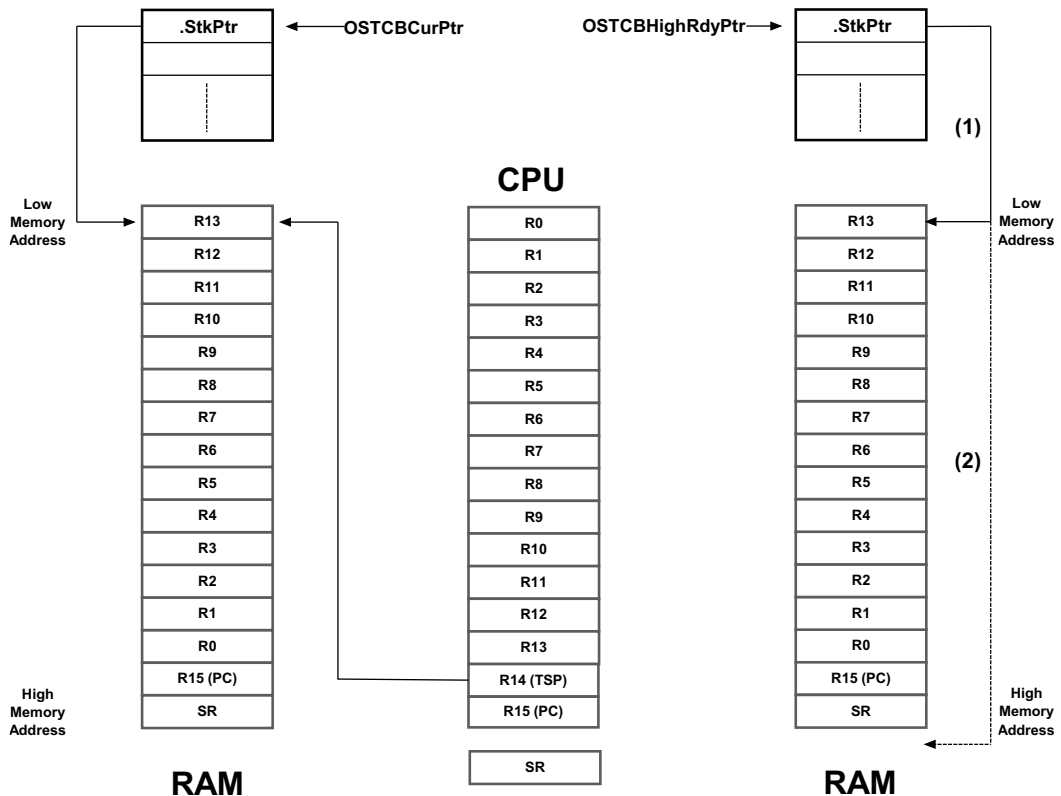 .StkPtr
OSTCBCurPtr
OSTCBHighRdyPtr
.StkPtr
(1)
CPU
Low
Memory
Address
R13
R12
R11
R10
R9
R8
R7
R6
R5
R4
R3
R2
R1
R0
R15 (PC)
SR
High
Memory
Address
RAM
R0
R1
R2
R3
R4
R5
R6
R7
R8
R9
R10
R11
R12
R13
R14 (TSP)
R15 (PC)
SR
R13
R12
R11
R10
R9
R8
R7
R6
R5
R4
R3
R2
R1
R0
R15 (PC)
SR
Low
Memory
Address
(2)
High
Memory
Address
RAM